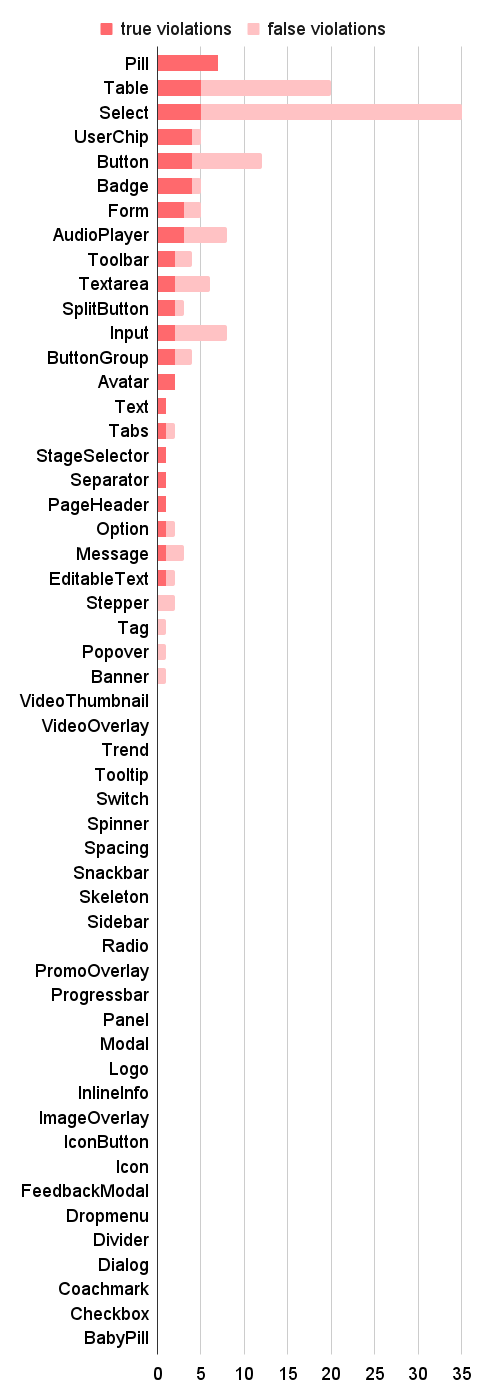 true violations false violations
Pill
Table
Select
UserChip
Button
Badge
Form
AudioPlayer
Toolbar
Textarea
SplitButton
Input
ButtonGroup
Avatar
Text
Tabs
StageSelector
Separator
PageHeader
Option
Message
EditableText
Stepper
Tag
Popover
Banner
VideoThumbnail
VideoOverlay
Trend
Tooltip
Switch
Spinner
Spacing
Snackbar
Skeleton
Sidebar
Radio
PromoOverlay
Progressbar
Panel
Modal
Logo
InlineInfo
ImageOverlay
IconButton
Icon
FeedbackModal
Dropmenu
Divider
Dialog
Coachmark
Checkbox
BabyPill
0 5 10 15 20 25 30 35